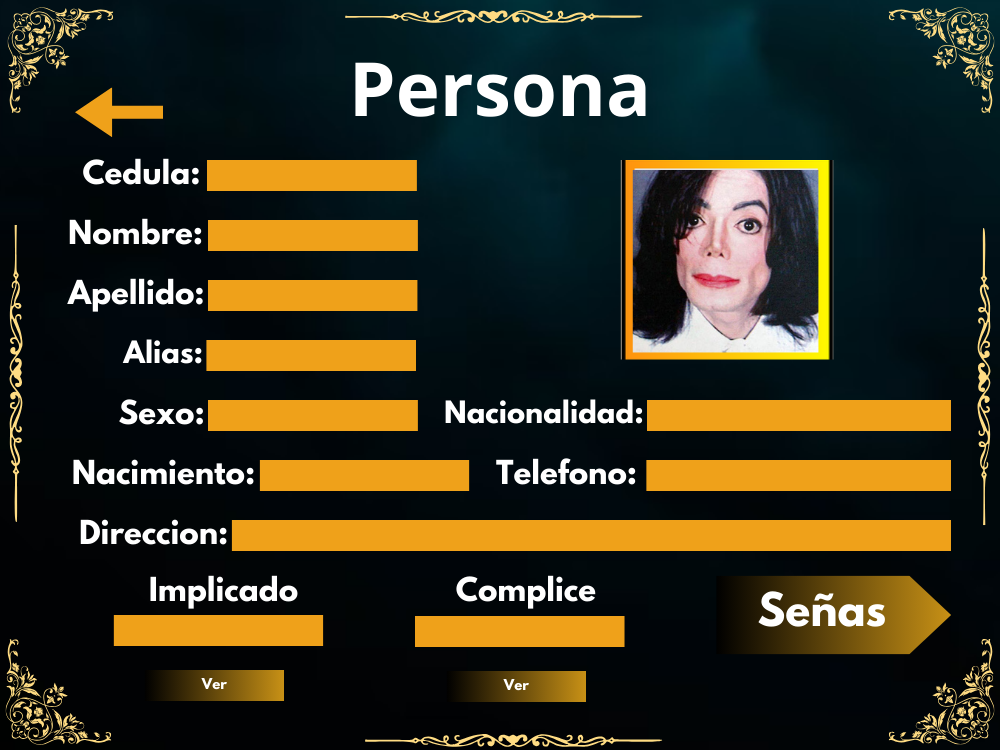 Persona
Cedula:
Nombre:
Apellido:
Alias:
Sexo:
Nacionalidad:
Nacimiento:
Telefono:
Direccion:
Implicado
Complice
Señas
Ver
Ver